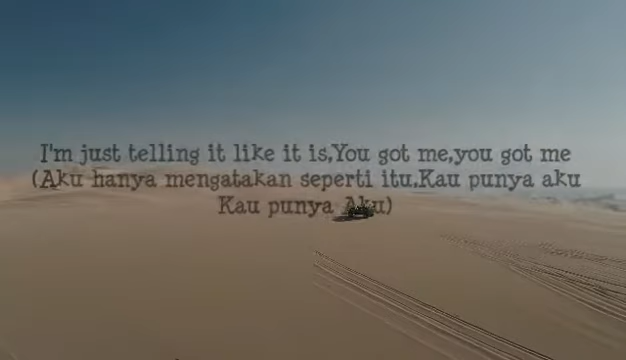 I'm just telling it like it is,You got me,you got me
(Aku hanya mengatakan seperti itu,Kau punya aku
Kau punya Aku)